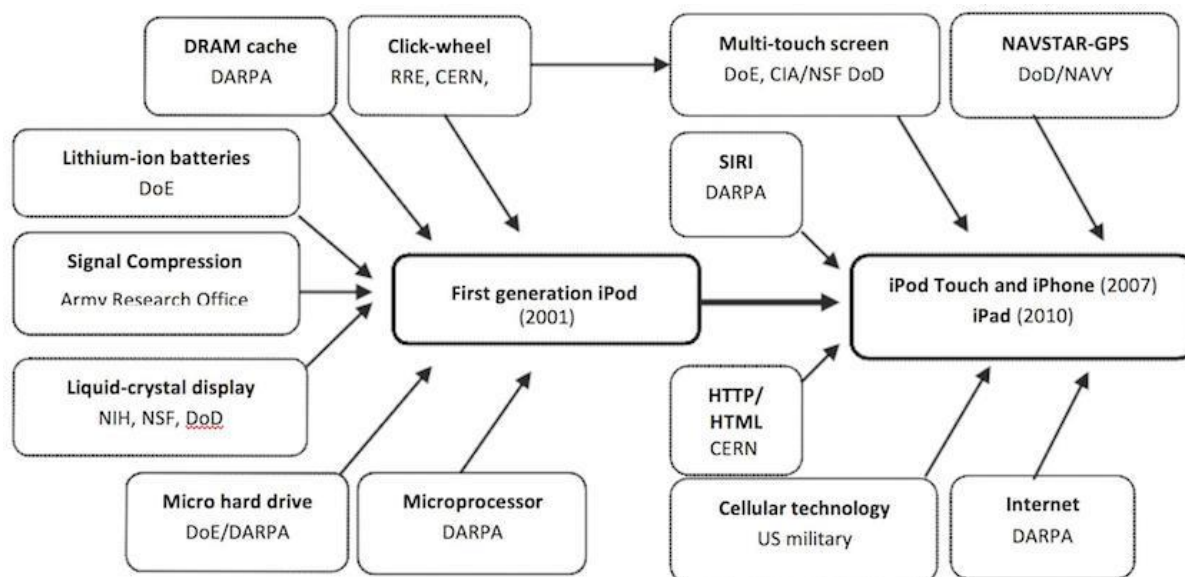 DRAM cache
DARPA
Click-wheel
RRE, CERN,
Multi-touch screen
DoE, CIA/NSF DoD
NAVSTAR-GPS
DoD/NAVY
Lithium-ion batteries
DoE
SIRI
DARPA
Signal Compression
Army Research Office
First generation iPod
(2001)
iPod Touch and iPhone (2007)
iPad (2010)
Liquid-crystal display
NIH, NSF, DoD
HTTP/
HTML
CERN
Micro hard drive
DoE/DARPA
Microprocessor
DARPA
Cellular technology
US military
Internet
DARPA